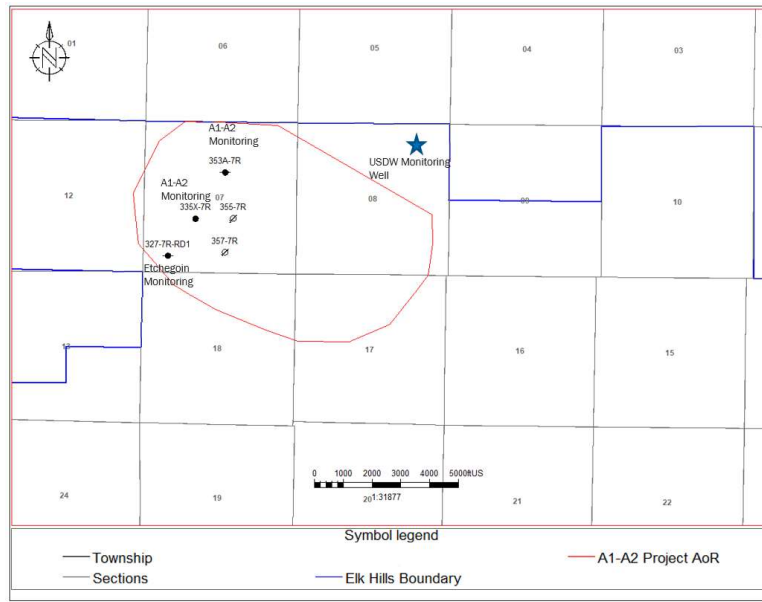 01
06
05
04
03
N
A1-A2
Monitoring
353A-7R
USDW Monitoring
Well
12
A1-A2
Monitoring
07
08
09
10
335X-7R
355-7R
327-7R-RD1
357-7R
Etchegoin
Monitoring
13
18
17
16
15
0 1000 2000 3000 4000 5000ftUS
1:31877
24
19
20
21
22
Symbol legend
Township
A1-A2 Project AoR
Sections
Elk Hills Boundary